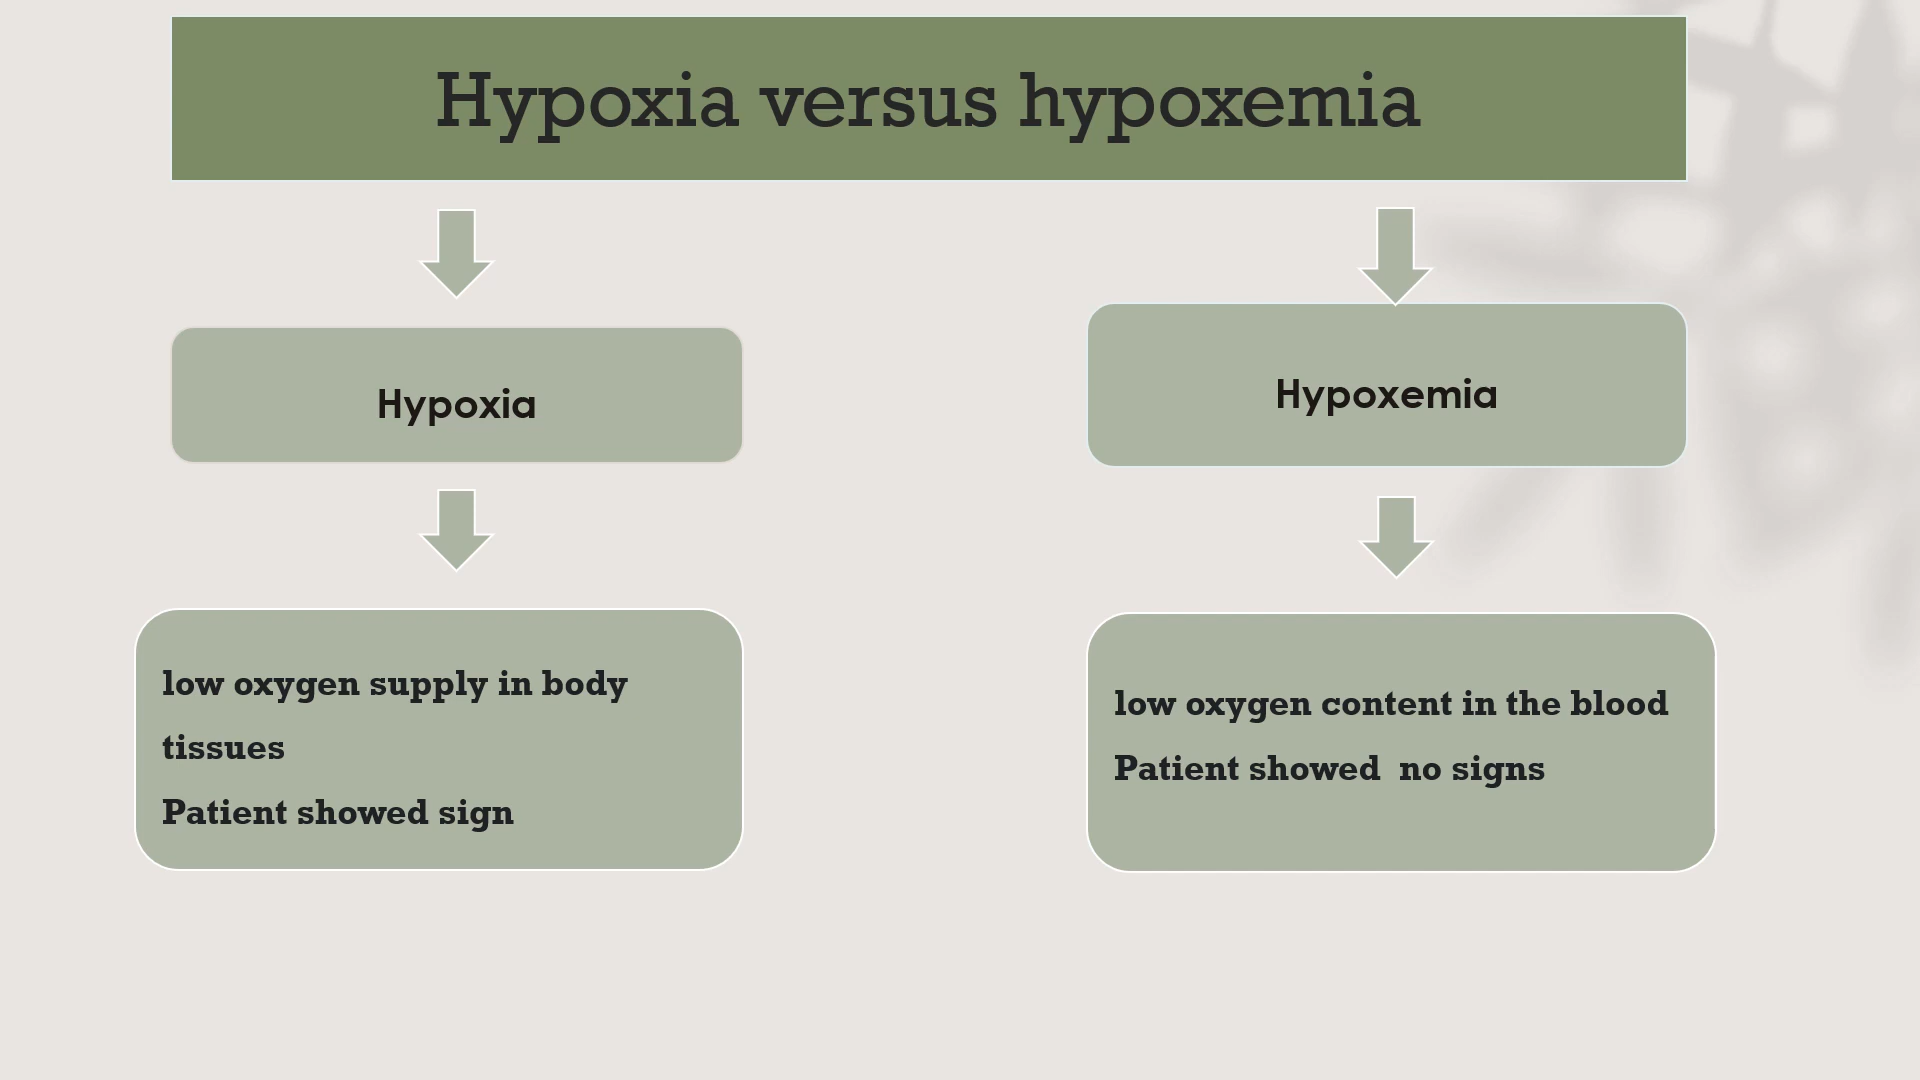 Hypoxia versus hypoxemia
Hypoxia
Hypoxemia
low oxygen supply in body
tissues
Patient showed sign
low oxygen content in the blood
Patient showed  no signs